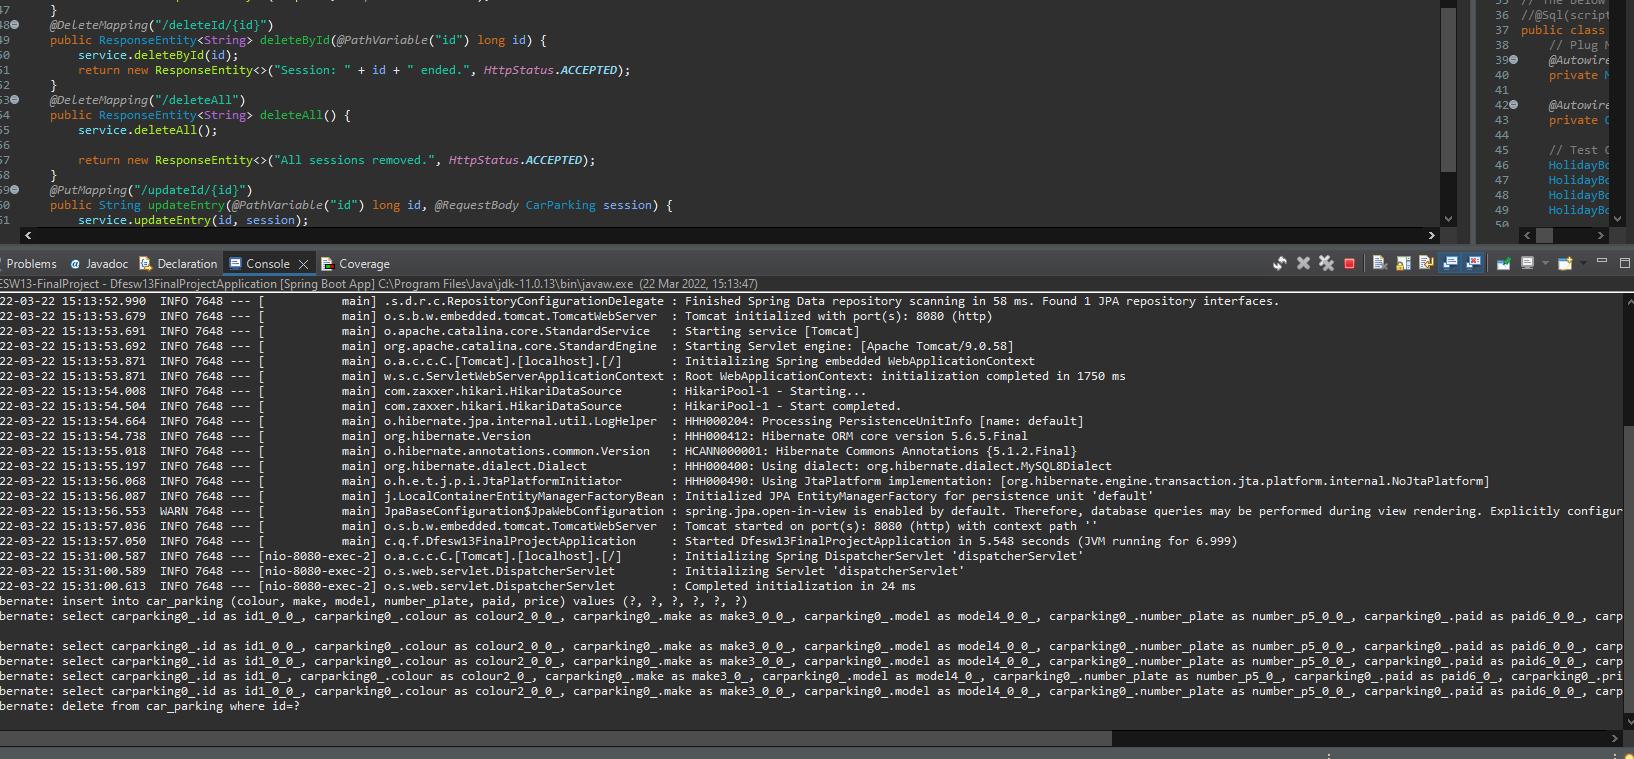 47 }
48 @DeleteMapping("/deleteId/{id}")
49 public ResponseEntity<String> deleteById(@PathVariable("id") long id) {
50 service.deleteById(id);
51 return new ResponseEntity<>("Session: " + id + " ended.", HttpStatus.ACCEPTED);
52 }
53 @DeleteMapping("/deleteAll")
54 public ResponseEntity<String> deleteAll() {
55 service.deleteAll();
56
57 return new ResponseEntity<>("All sessions removed.", HttpStatus.ACCEPTED);
58 }
59 @PutMapping("/updateId/{id}")
60 public String updateEntry(@PathVariable("id") long id, @RequestBody CarParking session) {
61 service.updateEntry(id, session);
35 // The below
36 //@Sql(script
37 public class
38 // Plug M
39 @Autowire
40 private M
41
42 @Autowire
43 private O
44
45 // Test O
46 HolidayBo
47 HolidayBo
48 HolidayBo
49 HolidayBo
50
Problems @ Javadoc Declaration Console Coverage
ESW13-FinalProject - Dfesw13FinalProjectApplication [Spring Boot App] C:\Program Files\Java\jdk-11.0.13\bin\javaw.exe (22 Mar 2022, 15:13:47)
22-03-22 15:13:52.990 INFO 7648 --- [ main] .s.d.r.c.RepositoryConfigurationDelegate : Finished Spring Data repository scanning in 58 ms. Found 1 JPA repository interfaces.
22-03-22 15:13:53.679 INFO 7648 --- [ main] o.s.b.w.embedded.tomcat.TomcatWebServer : Tomcat initialized with port(s): 8080 (http)
22-03-22 15:13:53.691 INFO 7648 --- [ main] o.apache.catalina.core.StandardService : Starting service [Tomcat]
22-03-22 15:13:53.692 INFO 7648 --- [ main] org.apache.catalina.core.StandardEngine : Starting Servlet engine: [Apache Tomcat/9.0.58]
22-03-22 15:13:53.871 INFO 7648 --- [ main] o.a.c.c.C.[Tomcat].[localhost].[/] : Initializing Spring embedded WebApplicationContext
22-03-22 15:13:53.871 INFO 7648 --- [ main] w.s.c.ServletWebServerApplicationContext : Root WebApplicationContext: initialization completed in 1750 ms
22-03-22 15:13:54.008 INFO 7648 --- [ main] com.zaxxer.hikari.HikariDataSource : HikariPool-1 - Starting...
22-03-22 15:13:54.504 INFO 7648 --- [ main] com.zaxxer.hikari.HikariDataSource : HikariPool-1 - Start completed.
22-03-22 15:13:54.664 INFO 7648 --- [ main] o.hibernate.jpa.internal.util.LogHelper : HHH000204: Processing PersistenceUnitInfo [name: default]
22-03-22 15:13:54.738 INFO 7648 --- [ main] org.hibernate.Version : HHH000412: Hibernate ORM core version 5.6.5.Final
22-03-22 15:13:55.018 INFO 7648 --- [ main] o.hibernate.annotations.common.Version : HCANN000001: Hibernate Commons Annotations {5.1.2.Final}
22-03-22 15:13:55.197 INFO 7648 --- [ main] org.hibernate.dialect.Dialect : HHH000400: Using dialect: org.hibernate.dialect.MySQL8Dialect
22-03-22 15:13:56.068 INFO 7648 --- [ main] o.h.e.t.j.p.i.JtaPlatformInitiator : HHH000490: Using JtaPlatform implementation: [org.hibernate.engine.transaction.jta.platform.internal.NoJtaPlatform]
22-03-22 15:13:56.087 INFO 7648 --- [ main] j.LocalContainerEntityManagerFactoryBean : Initialized JPA EntityManagerFactory for persistence unit 'default'
22-03-22 15:13:56.553 WARN 7648 --- [ main] JpaBaseConfiguration$JpaWebConfiguration : spring.jpa.open-in-view is enabled by default. Therefore, database queries may be performed during view rendering. Explicitly configur
22-03-22 15:13:57.036 INFO 7648 --- [ main] o.s.b.w.embedded.tomcat.TomcatWebServer : Tomcat started on port(s): 8080 (http) with context path ''
22-03-22 15:13:57.050 INFO 7648 --- [ main] c.q.f.Dfesw13FinalProjectApplication : Started Dfesw13FinalProjectApplication in 5.548 seconds (JVM running for 6.999)
22-03-22 15:31:00.587 INFO 7648 --- [nio-8080-exec-2] o.a.c.c.C.[Tomcat].[localhost].[/] : Initializing Spring DispatcherServlet 'dispatcherServlet'
22-03-22 15:31:00.589 INFO 7648 --- [nio-8080-exec-2] o.s.web.servlet.DispatcherServlet : Initializing Servlet 'dispatcherServlet'
22-03-22 15:31:00.613 INFO 7648 --- [nio-8080-exec-2] o.s.web.servlet.DispatcherServlet : Completed initialization in 24 ms
bernate: insert into car_parking (colour, make, model, number_plate, paid, price) values (?, ?, ?, ?, ?, ?)
bernate: select carparking0_.id as id1_0_0_, carparking0_.colour as colour2_0_0_, carparking0_.make as make3_0_0_, carparking0_.model as model4_0_0_, carparking0_.number_plate as number_p5_0_0_, carparking0_.paid as paid6_0_0_, carp
bernate: select carparking0_.id as id1_0_0_, carparking0_.colour as colour2_0_0_, carparking0_.make as make3_0_0_, carparking0_.model as model4_0_0_, carparking0_.number_plate as number_p5_0_0_, carparking0_.paid as paid6_0_0_, carp
bernate: select carparking0_.id as id1_0_0_, carparking0_.colour as colour2_0_0_, carparking0_.make as make3_0_0_, carparking0_.model as model4_0_0_, carparking0_.number_plate as number_p5_0_0_, carparking0_.paid as paid6_0_0_, carp
bernate: select carparking0_.id as id1_0_, carparking0_.colour as colour2_0_, carparking0_.make as make3_0_, carparking0_.model as model4_0_, carparking0_.number_plate as number_p5_0_, carparking0_.paid as paid6_0_, carparking0_.pri
bernate: select carparking0_.id as id1_0_0_, carparking0_.colour as colour2_0_0_, carparking0_.make as make3_0_0_, carparking0_.model as model4_0_0_, carparking0_.number_plate as number_p5_0_0_, carparking0_.paid as paid6_0_0_, carp
bernate: delete from car_parking where id=?